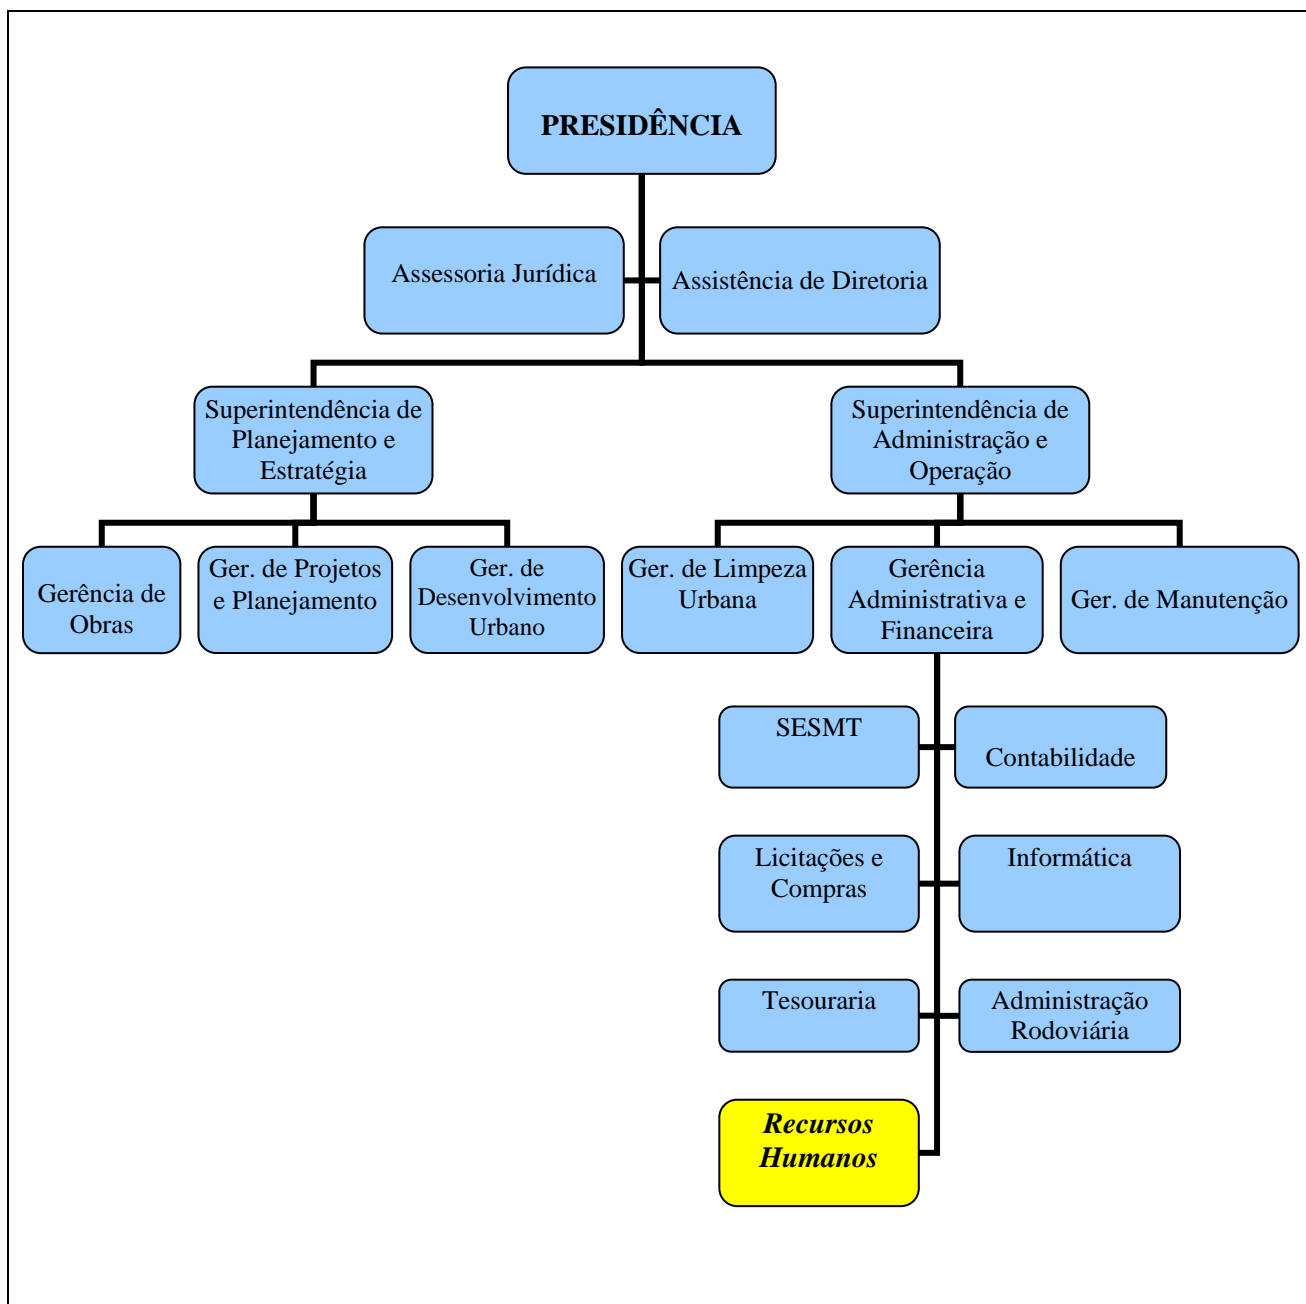 PRESIDÊNCIA
Assessoria Jurídica
Assistência de Diretoria
Superintendência de
Planejamento e
Estratégia
Superintendência de
Administração e
Operação
Gerência de
Obras
Ger. de Projetos
e Planejamento
Ger. de
Desenvolvimento
Urbano
Ger. de Limpeza
Urbana
Gerência
Administrativa e
Financeira
Ger. de Manutenção
SESMT
Contabilidade
Licitações e
Compras
Informática
Tesouraria
Administração
Rodoviária
Recursos
Humanos